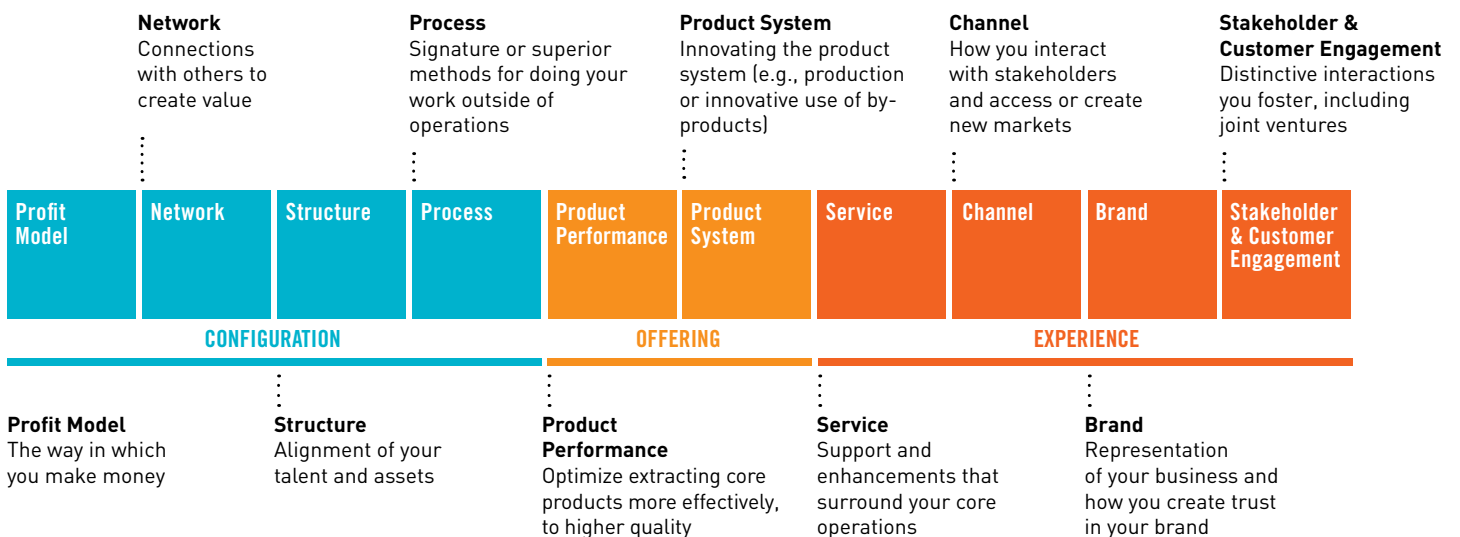 Network
Connections
with others to
create value
Process
Signature or superior
methods for doing your
work outside of
operations
Product System
Innovating the product
system (e.g., production
or innovative use of by-
products)
Channel
How you interact
with stakeholders
and access or create
new markets
Stakeholder &
Customer Engagement
Distinctive interactions
you foster, including
joint ventures
Profit
Model
Network
Structure
Process
Product
Performance
Product
System
Service
Channel
Brand
Stakeholder
& Customer
Engagement
CONFIGURATION
OFFERING
EXPERIENCE
Profit Model
The way in which
you make money
Structure
Alignment of your
talent and assets
Product
Performance
Optimize extracting core
products more effectively,
to higher quality
Service
Support and
enhancements that
surround your core
operations
Brand
Representation
of your business and
how you create trust
in your brand